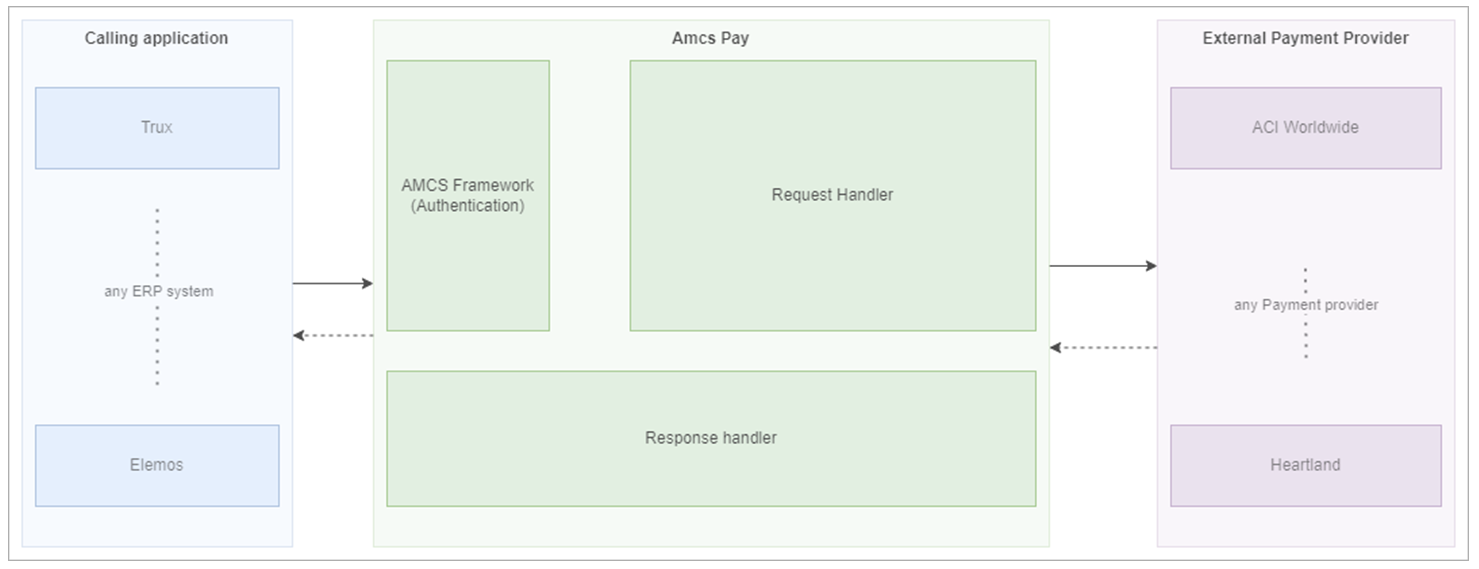 Calling application
Trux
any ERP system
Elemos
Amcs Pay
AMCS Framework
(Authentication)
Request Handler
Response handler
External Payment Provider
ACI Worldwide
any Payment provider
Heartland